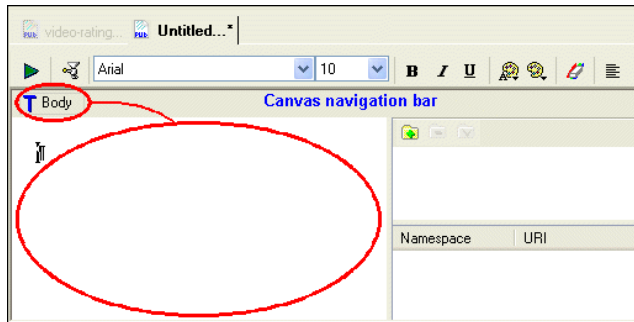 video-rating... Untitled...*
Arial 10 B I U
T Body Canvas navigation bar
Namespace URI